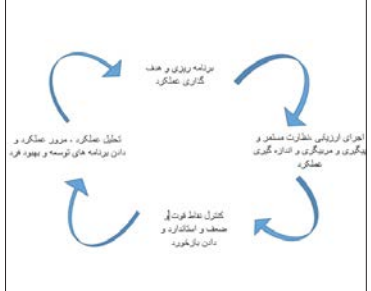 برنامه ریزی و هدف
گذاری عملکرد
اجرای ارزیابی ،نظارت مستمر و
پیگیری و مربیگری و اندازه گیری
عملکرد
کنترل نقاط قوت و
ضعف و استاندارد و
دادن بازخورد
تحلیل عملکرد ، مرور عملکرد و
دادن برنامه های توسعه و بهبود فرد